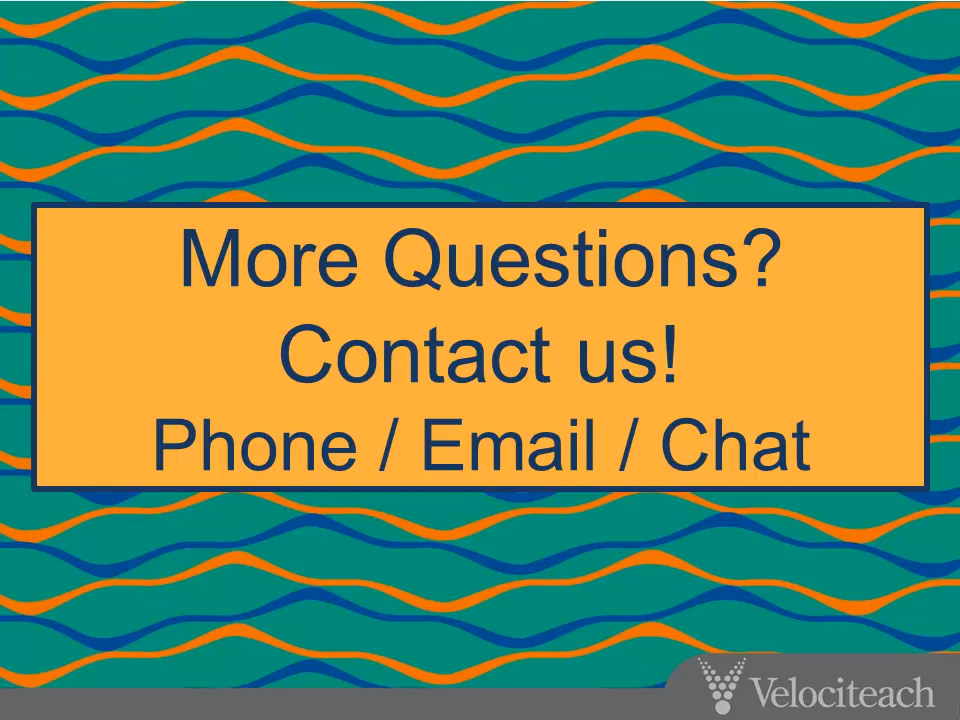 More Questions?
Contact us!
Phone / Email / Chat
Velociteach